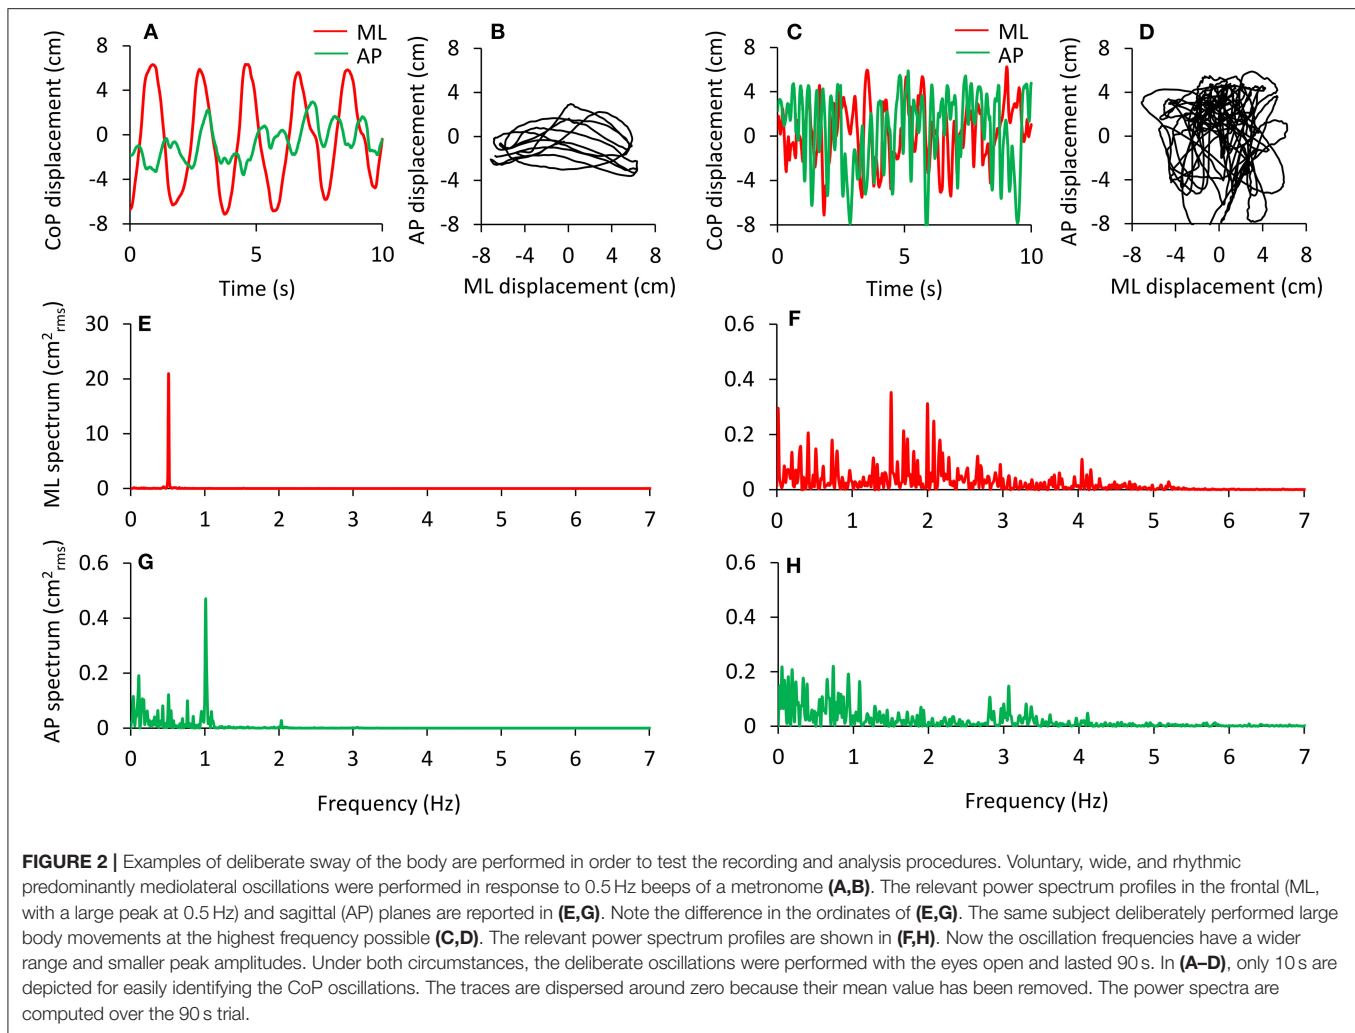 A
ML
AP
B
C
ML
AP
D
CoP displacement (cm)
8
4
0
-4
-8
0
5
10
Time (s)
AP displacement (cm)
8
4
0
-4
-8
-8
-4
0
4
8
ML displacement (cm)
CoP displacement (cm)
8
4
0
-4
-8
0
5
10
Time (s)
AP displacement (cm)
8
4
0
-4
-8
-8
-4
0
4
8
ML displacement (cm)
E
ML spectrum (cm²rms)
30
20
10
0
0
1
2
3
4
5
6
7
F
0.6
0.4
0.2
0
0
1
2
3
4
5
6
7
G
AP spectrum (cm²rms)
0.6
0.4
0.2
0
0
1
2
3
4
5
6
7
Frequency (Hz)
H
0.6
0.4
0.2
0
0
1
2
3
4
5
6
7
Frequency (Hz)
FIGURE 2 | Examples of deliberate sway of the body are performed in order to test the recording and analysis procedures. Voluntary, wide, and rhythmic
predominantly mediolateral oscillations were performed in response to 0.5 Hz beeps of a metronome (A,B). The relevant power spectrum profiles in the frontal (ML,
with a large peak at 0.5 Hz) and sagittal (AP) planes are reported in (E,G). Note the difference in the ordinates of (E,G). The same subject deliberately performed large
body movements at the highest frequency possible (C,D). The relevant power spectrum profiles are shown in (F,H). Now the oscillation frequencies have a wider
range and smaller peak amplitudes. Under both circumstances, the deliberate oscillations were performed with the eyes open and lasted 90 s. In (A–D), only 10 s are
depicted for easily identifying the CoP oscillations. The traces are dispersed around zero because their mean value has been removed. The power spectra are
computed over the 90 s trial.